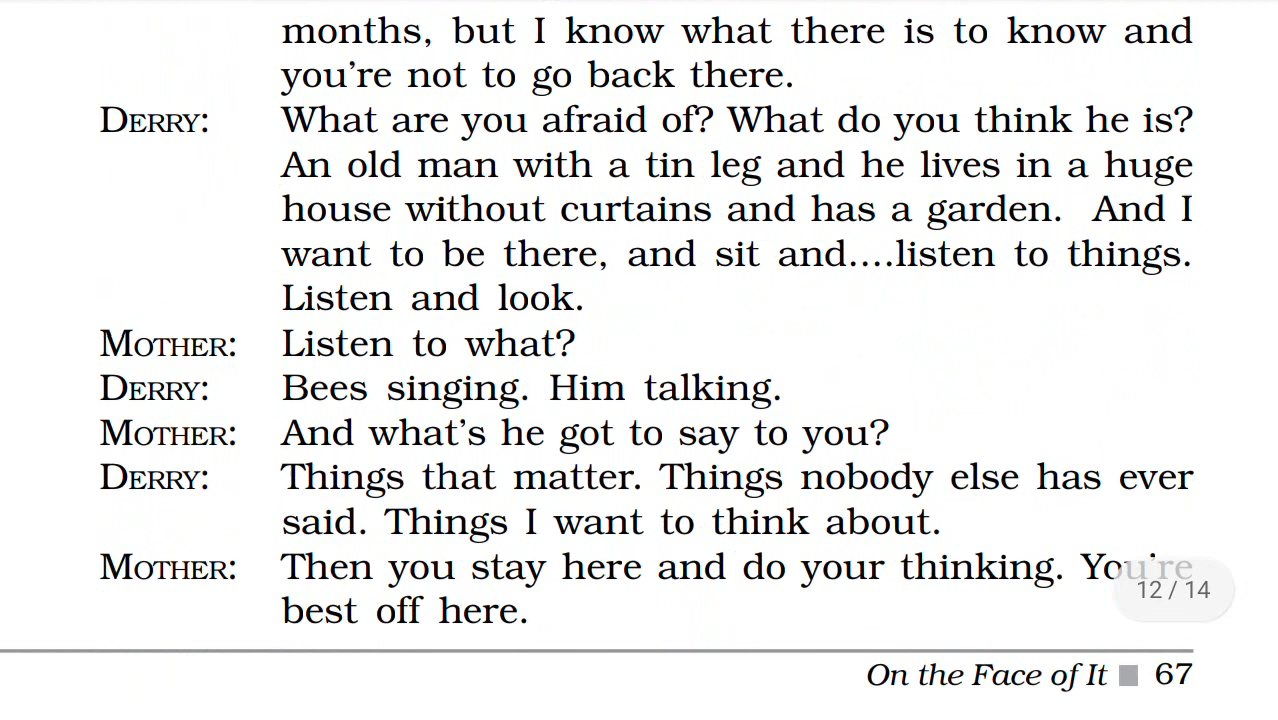 months, but I know what there is to know and
you're not to go back there.
DERRY: What are you afraid of? What do you think he is?
An old man with a tin leg and he lives in a huge
house without curtains and has a garden. And I
want to be there, and sit and....listen to things.
Listen and look.
MOTHER: Listen to what?
DERRY: Bees singing. Him talking.
MOTHER: And what's he got to say to you?
DERRY: Things that matter. Things nobody else has ever
said. Things I want to think about.
MOTHER: Then you stay here and do your thinking. You're
best off here.
12 / 14
On the Face of It ■ 67